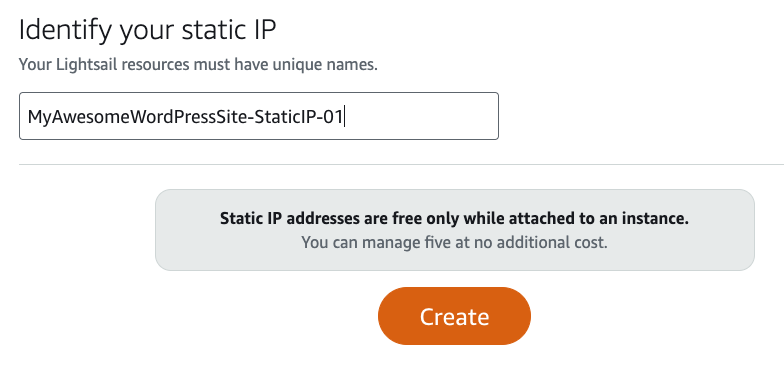 Identify your static IP
Your Lightsail resources must have unique names.
MyAwesomeWordPressSite-StaticIP-01
Static IP addresses are free only while attached to an instance.
You can manage five at no additional cost.
Create